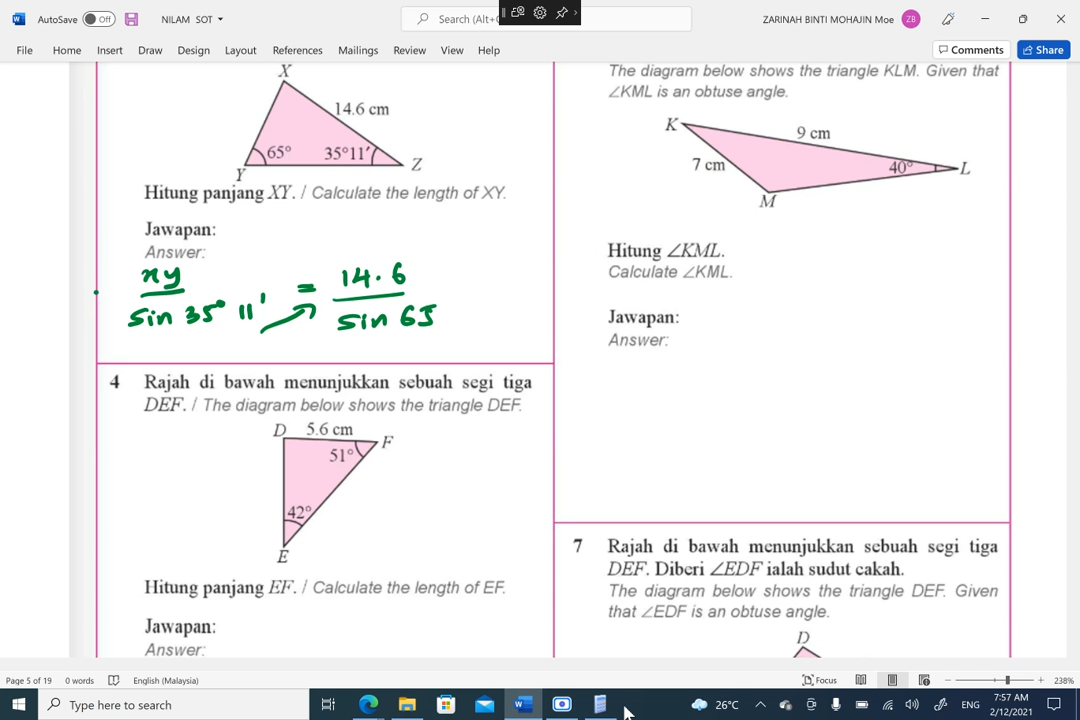 AutoSave Off NILAM SOT Search (Alt+ ZARINAH BINTI MOHAJIN Moe ZB
File Home Insert Draw Design Layout References Mailings Review View Help Comments Share
X
14.6 cm
65° 35°11′
Y Z
Hitung panjang XY. / Calculate the length of XY.
Jawapan:
Answer:
xy = 14.6
sin 35° 11' sin 65
4 Rajah di bawah menunjukkan sebuah segi tiga
DEF. / The diagram below shows the triangle DEF.
D 5.6 cm F
51°
42°
E
Hitung panjang EF. / Calculate the length of EF.
Jawapan:
Answer:
The diagram below shows the triangle KLM. Given that
∠KML is an obtuse angle.
K 9 cm
7 cm 40° L
M
Hitung ∠KML.
Calculate ∠KML.
Jawapan:
Answer:
7 Rajah di bawah menunjukkan sebuah segi tiga
DEF. Diberi ∠EDF ialah sudut cakah.
The diagram below shows the triangle DEF. Given
that ∠EDF is an obtuse angle.
D
Page 5 of 19 0 words English (Malaysia) Focus 238%
Type here to search 26°C ENG 7:57 AM
2/12/2021